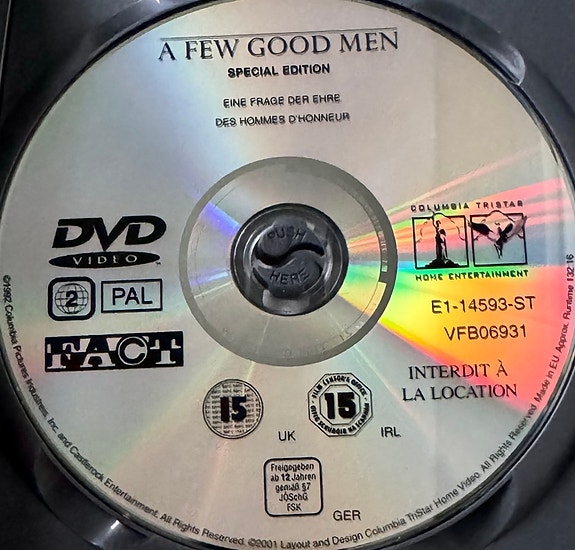 A FEW GOOD MEN
SPECIAL EDITION
EINE FRAGE DER EHRE
DES HOMMES D'HONNEUR
DVD
VIDEO
2
PAL
FACT
PUSH
HERE
COLUMBIA TRISTAR
HOME ENTERTAINMENT
E1-14593-ST
VFB06931
INTERDIT À
LA LOCATION
15
UK
FILM CENSOR'S OFFICE
15
IRL
Freigegeben
ab 12 Jahren
gemäß §7
JÖSchG
FSK
GER
©1992 Columbia Pictures Industries, Inc. and Castlerock Entertainment. All Rights Reserved. ©2001 Layout and Design Columbia TriStar Home Video. All Rights Reserved. Made in EU Approx. Runtime 132:16